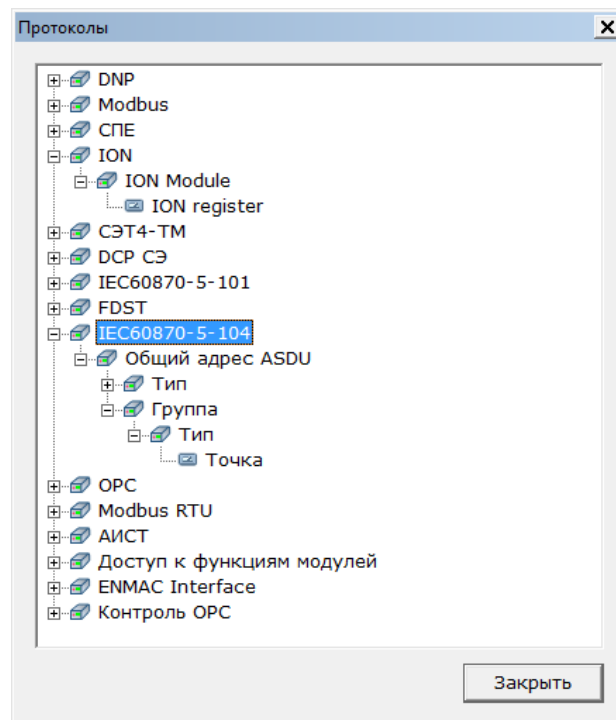 Протоколы
DNP
Modbus
СПЕ
ION
ION Module
ION register
СЭТ4-ТМ
DCP СЭ
IEC60870-5-101
FDST
IEC60870-5-104
Общий адрес ASDU
Тип
Группа
Тип
Точка
OPC
Modbus RTU
АИСТ
Доступ к функциям модулей
ENMAC Interface
Контроль OPC
Закрыть